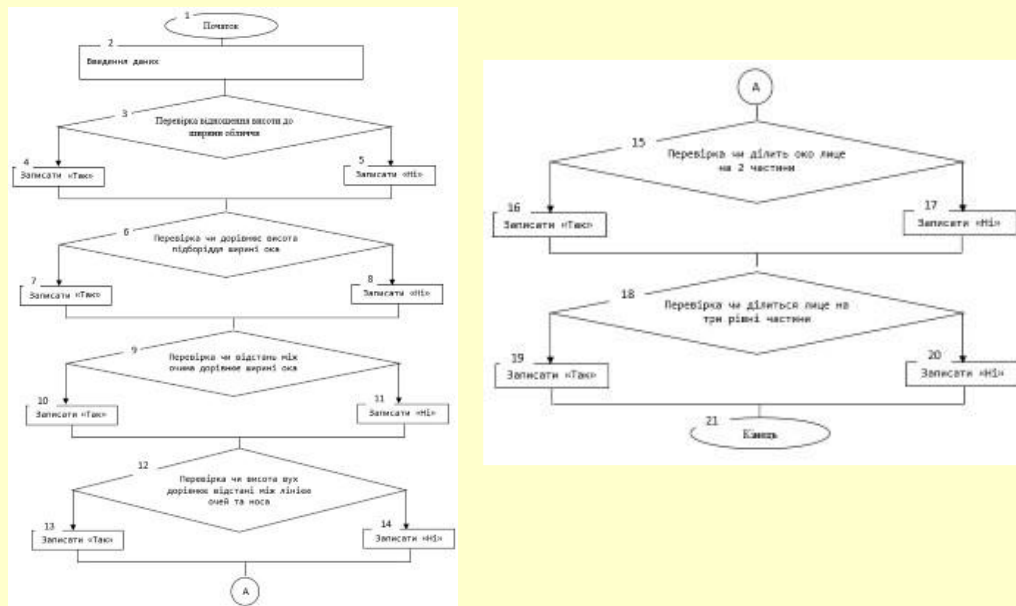 1
Початок
2
Введення даних
3
Перевірка відношення висоти до
ширини обличчя
4
Записати «Так»
5
Записати «Ні»
6
Перевірка чи дорівнює висота
підборіддя ширині ока
7
Записати «Так»
8
Записати «Ні»
9
Перевірка чи відстань між
очима дорівнює ширині ока
10
Записати «Так»
11
Записати «Ні»
12
Перевірка чи висота вух
дорівнює відстані між лінією
очей та носа
13
Записати «Так»
14
Записати «Ні»
А
А
15
Перевірка чи ділить око лице
на 2 частини
16
Записати «Так»
17
Записати «Ні»
18
Перевірка чи ділиться лице на
три рівні частини
19
Записати «Так»
20
Записати «Ні»
21
Кінець